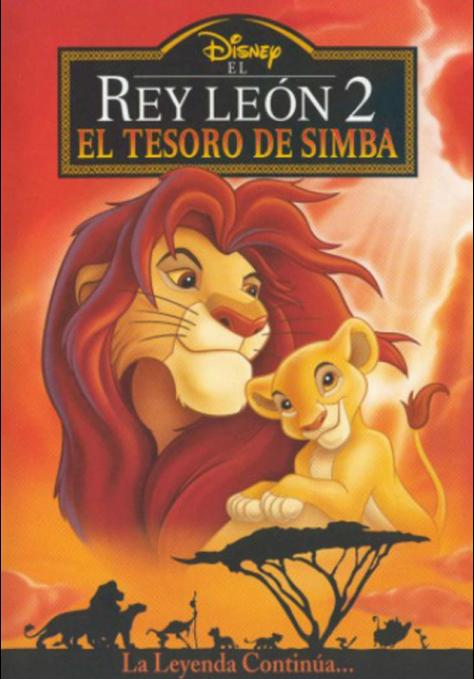 Disney
EL
REY LEÓN 2
EL TESORO DE SIMBA
La Leyenda Continúa...